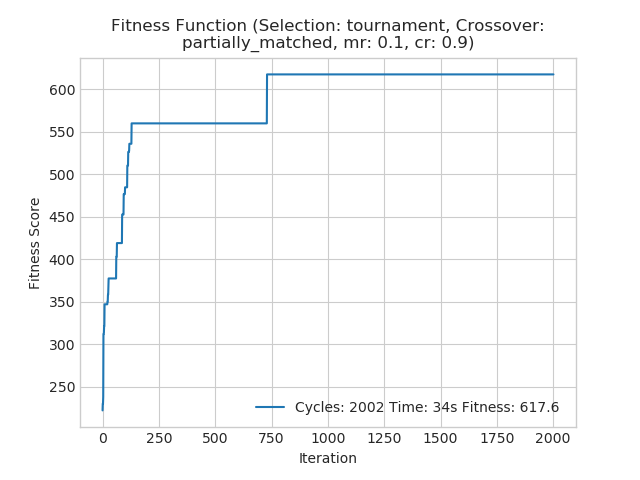 Fitness Function (Selection: tournament, Crossover:
partially_matched, mr: 0.1, cr: 0.9)
Fitness Score
600
550
500
450
400
350
300
250
Cycles: 2002 Time: 34s Fitness: 617.6
0 250 500 750 1000 1250 1500 1750 2000
Iteration